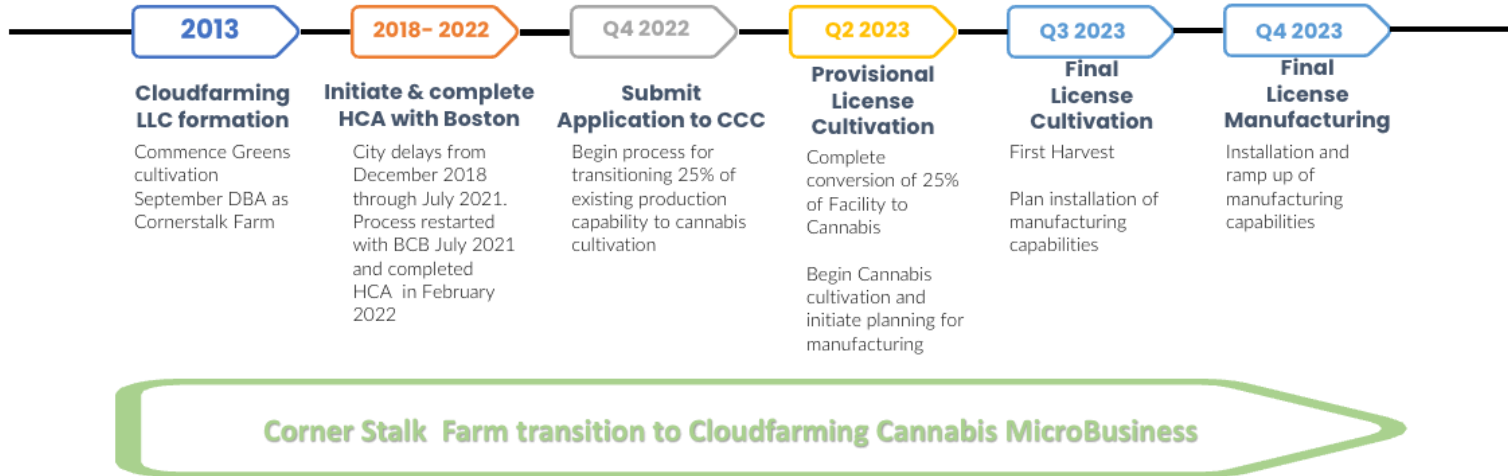 2013
Cloudfarming
LLC formation
Commence Greens
cultivation
September DBA as
Cornerstalk Farm
2018– 2022
Initiate & complete
HCA with Boston
City delays from
December 2018
through July 2021.
Process restarted
with BCB July 2021
and completed
HCA in February
2022
Q4 2022
Submit
Application to CCC
Begin process for
transitioning 25% of
existing production
capability to cannabis
cultivation
Q2 2023
Provisional
License
Cultivation
Complete
conversion of 25%
of Facility to
Cannabis
Begin Cannabis
cultivation and
initiate planning for
manufacturing
Q3 2023
Final
License
Cultivation
First Harvest
Plan installation of
manufacturing
capabilities
Q4 2023
Final
License
Manufacturing
Installation and
ramp up of
manufacturing
capabilities
Corner Stalk Farm transition to Cloudfarming Cannabis MicroBusiness